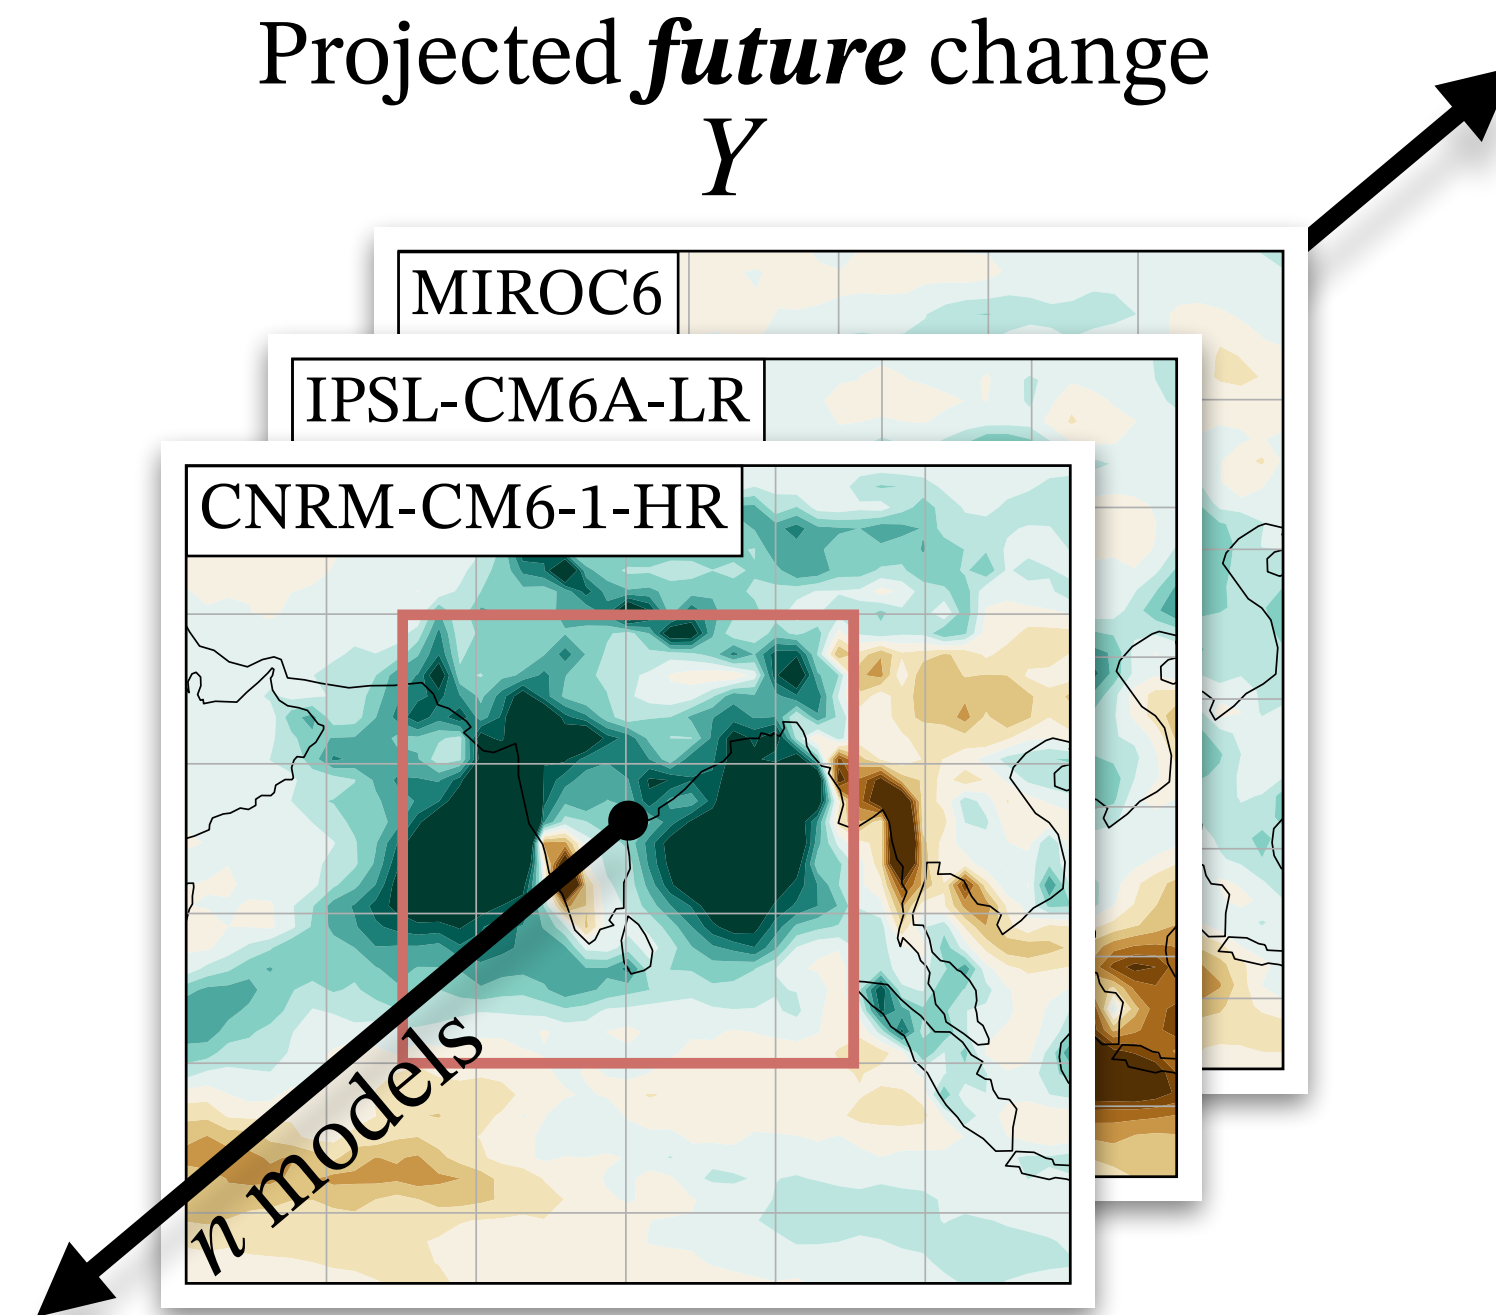 Projected future change
Y
MIROC6
IPSL-CM6A-LR
CNRM-CM6-1-HR
n models